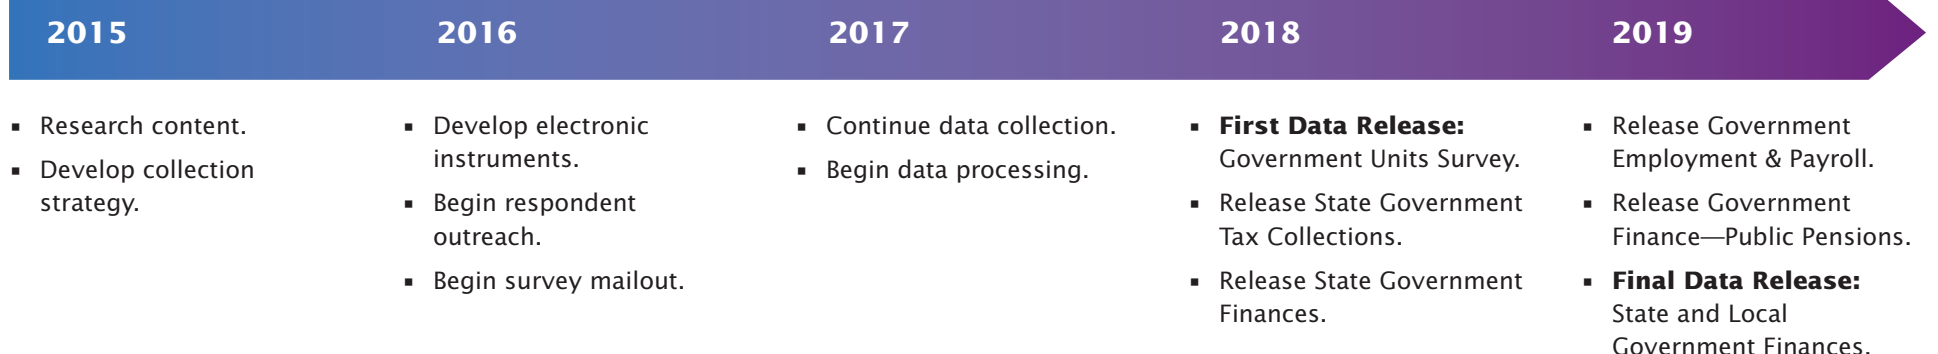 2015
▪ Research content.
▪ Develop collection
strategy.
2016
▪ Develop electronic
instruments.
▪ Begin respondent
outreach.
▪ Begin survey mailout.
2017
▪ Continue data collection.
▪ Begin data processing.
2018
▪ First Data Release:
Government Units Survey.
▪ Release State Government
Tax Collections.
▪ Release State Government
Finances.
2019
▪ Release Government
Employment & Payroll.
▪ Release Government
Finance—Public Pensions.
▪ Final Data Release:
State and Local
Government Finances.